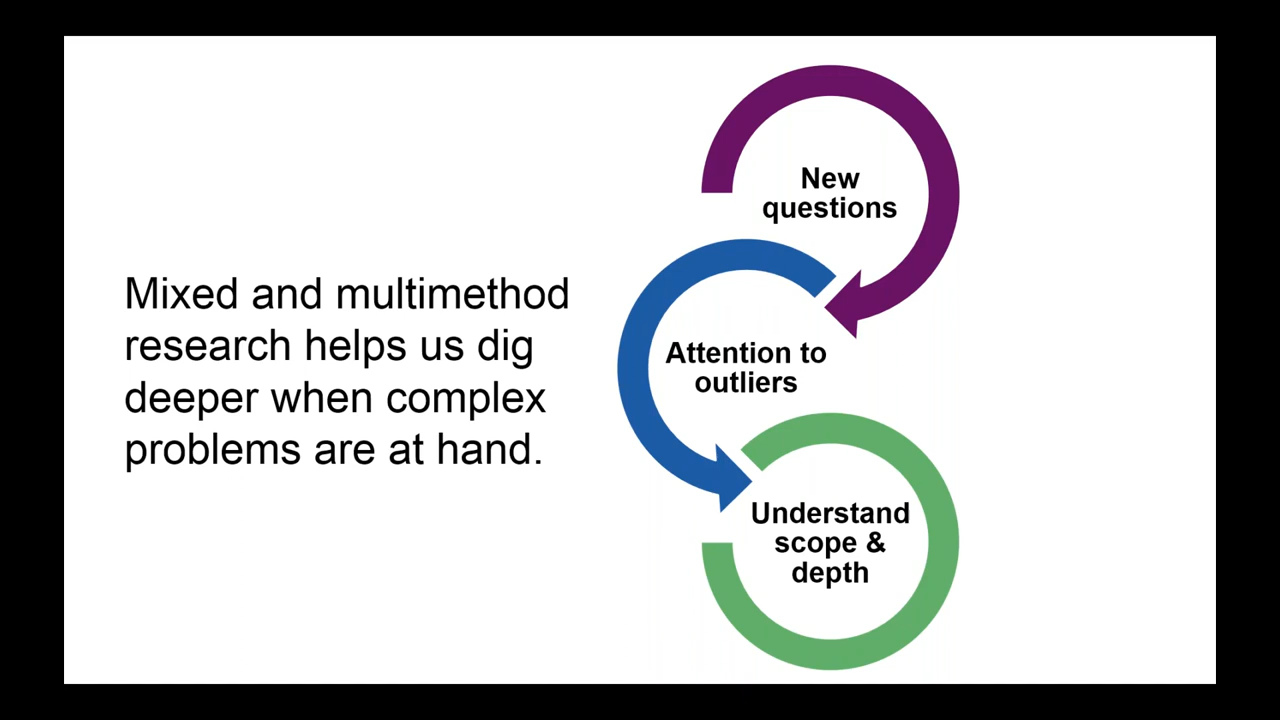 Mixed and multimethod
research helps us dig
deeper when complex
problems are at hand.
New
questions
Attention to
outliers
Understand
scope &
depth